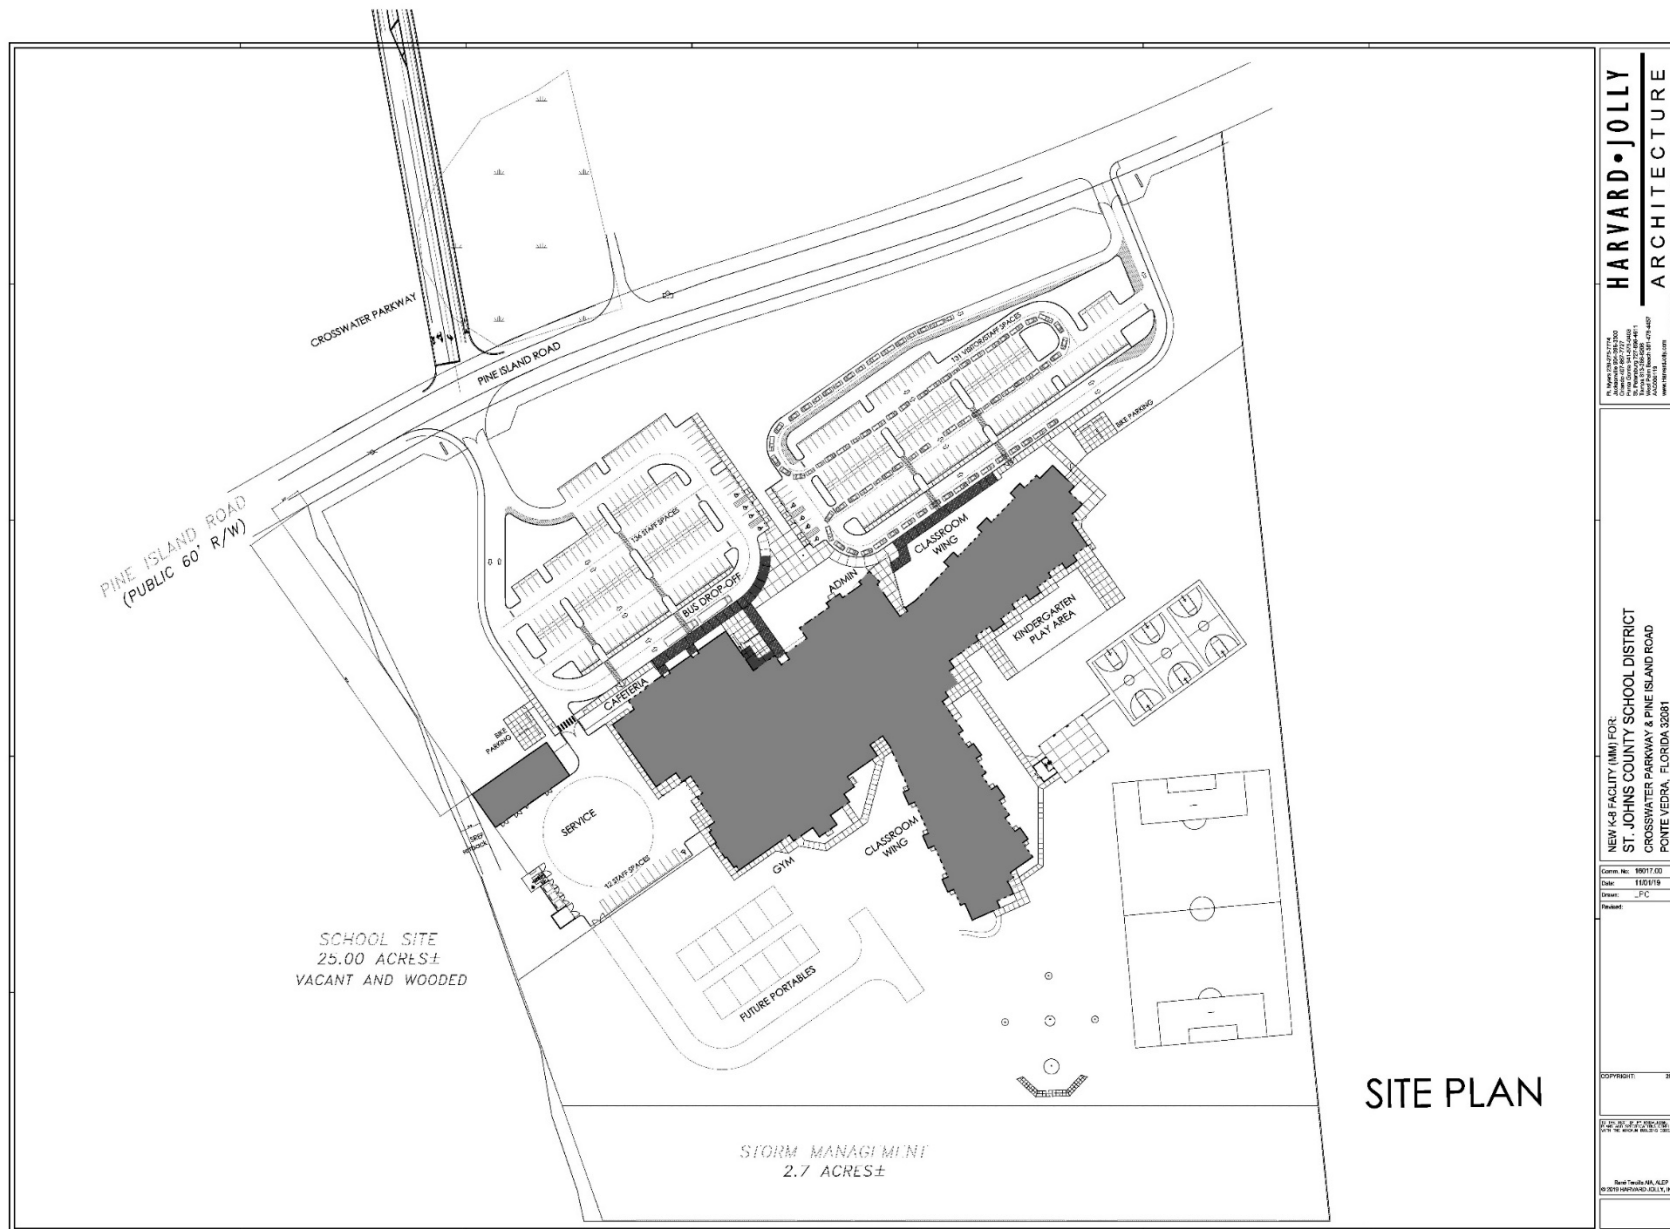 CROSSWATER PARKWAY
PINE ISLAND ROAD
PINE ISLAND ROAD
(PUBLIC 60' R/W)
131 VISITOR/STAFF SPACES
BIKE PARKING
136 STAFF SPACES
BUS DROP-OFF
ADMIN
CLASSROOM
WING
KINDERGARTEN
PLAY AREA
CAFETERIA
BIKE
PARKING
SERVICE
12 STAFF SPACES
GYM
CLASSROOM
WING
FUTURE PORTABLES
SCHOOL SITE
25.00 ACRES±
VACANT AND WOODED
STORM MANAGEMENT
2.7 ACRES±
SITE PLAN
HARVARD•JOLLY
ARCHITECTURE
NEW K-8 FACILITY (MM) FOR:
ST. JOHNS COUNTY SCHOOL DISTRICT
CROSSWATER PARKWAY & PINE ISLAND ROAD
PONTE VEDRA, FLORIDA 32081
Comm. No: 16017.00
Date: 11/01/19
Drawn: _PC
Revised:
COPYRIGHT: